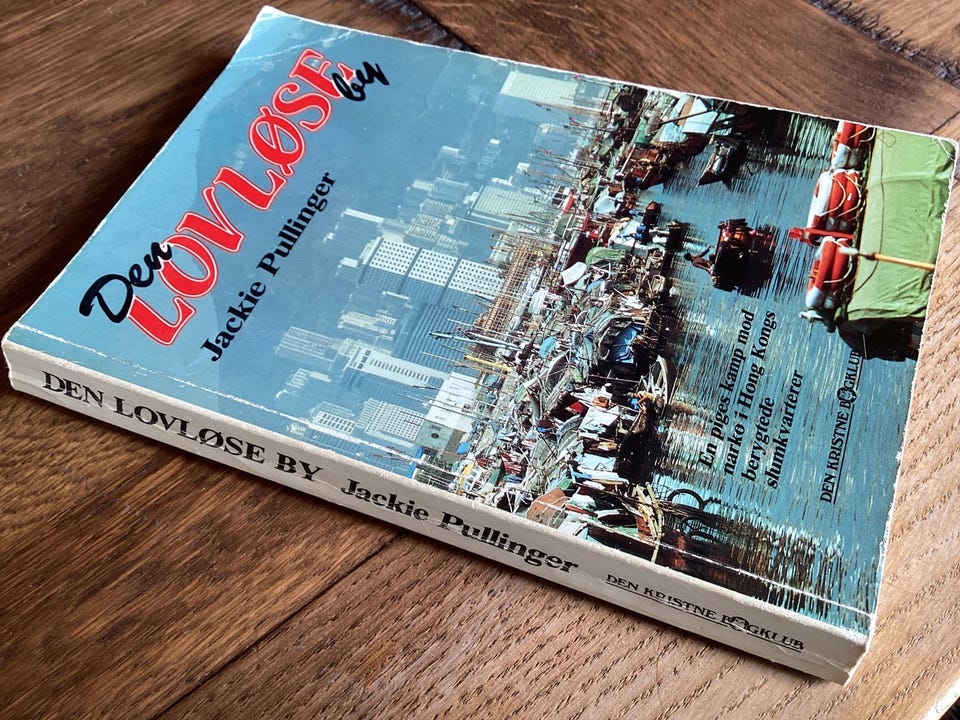 Den
LOVLØSE
by
Jackie Pullinger
En piges kamp mod
narko i Hong Kongs
berygtede
slumkvarterer
DEN KRISTNE BOGKLUB
DEN LOVLØSE BY Jackie Pullinger DEN KRISTNE BOGKLUB